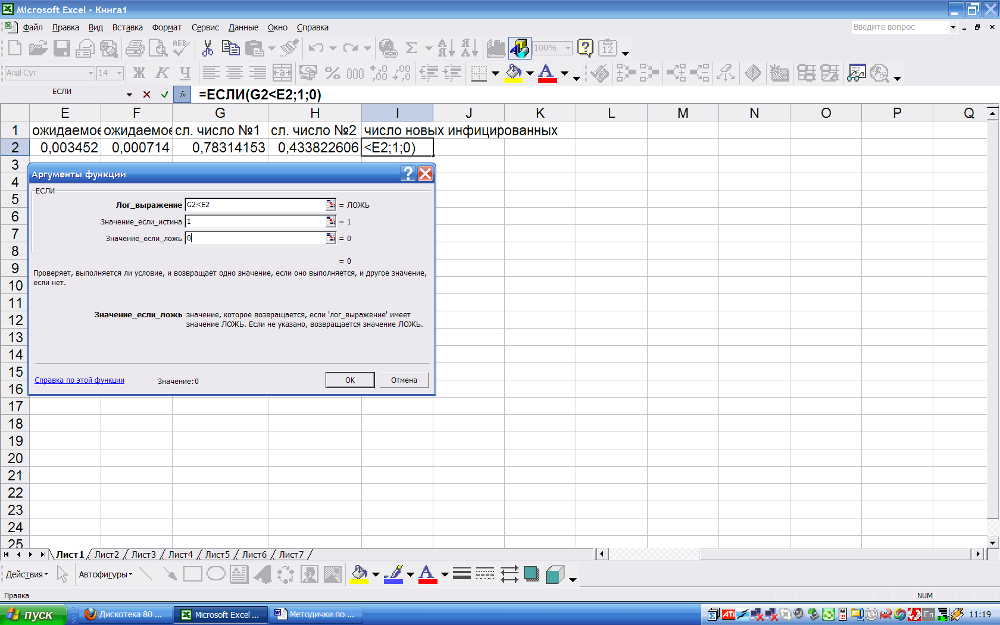 Microsoft Excel - Книга1
Файл Правка Вид Вставка Формат Сервис Данные Окно Справка Введите вопрос
100%
Arial Cyr 14 Ж К Ч % 000
ЕСЛИ =ЕСЛИ(G2<E2;1;0)
E F G H I J K L M N O P Q
1 ожидаемое ожидаемое сл. число №1 сл. число №2 число новых инфицированных
2 0,003452 0,000714 0,78314153 0,433822606 <E2;1;0)
3
Аргументы функции
4
ЕСЛИ
5
Лог_выражение G2<E2 = ЛОЖЬ
6
Значение_если_истина 1 = 1
7
Значение_если_ложь 0 = 0
8
= 0
9
Проверяет, выполняется ли условие, и возвращает одно значение, если оно выполняется, и другое значение,
если нет.
10
11
12
Значение_если_ложь значение, которое возвращается, если 'лог_выражение' имеет
значение ЛОЖЬ. Если не указано, возвращается значение ЛОЖЬ.
13
14
15
Справка по этой функции Значение:0 ОК Отмена
16
17
18
19
20
21
22
23
24
25
Лист1 Лист2 Лист3 Лист4 Лист5 Лист6 Лист7
Действия Автофигуры
Правка NUM
пуск Дискотека 80 ... Microsoft Excel ... Методички по ... En 11:19